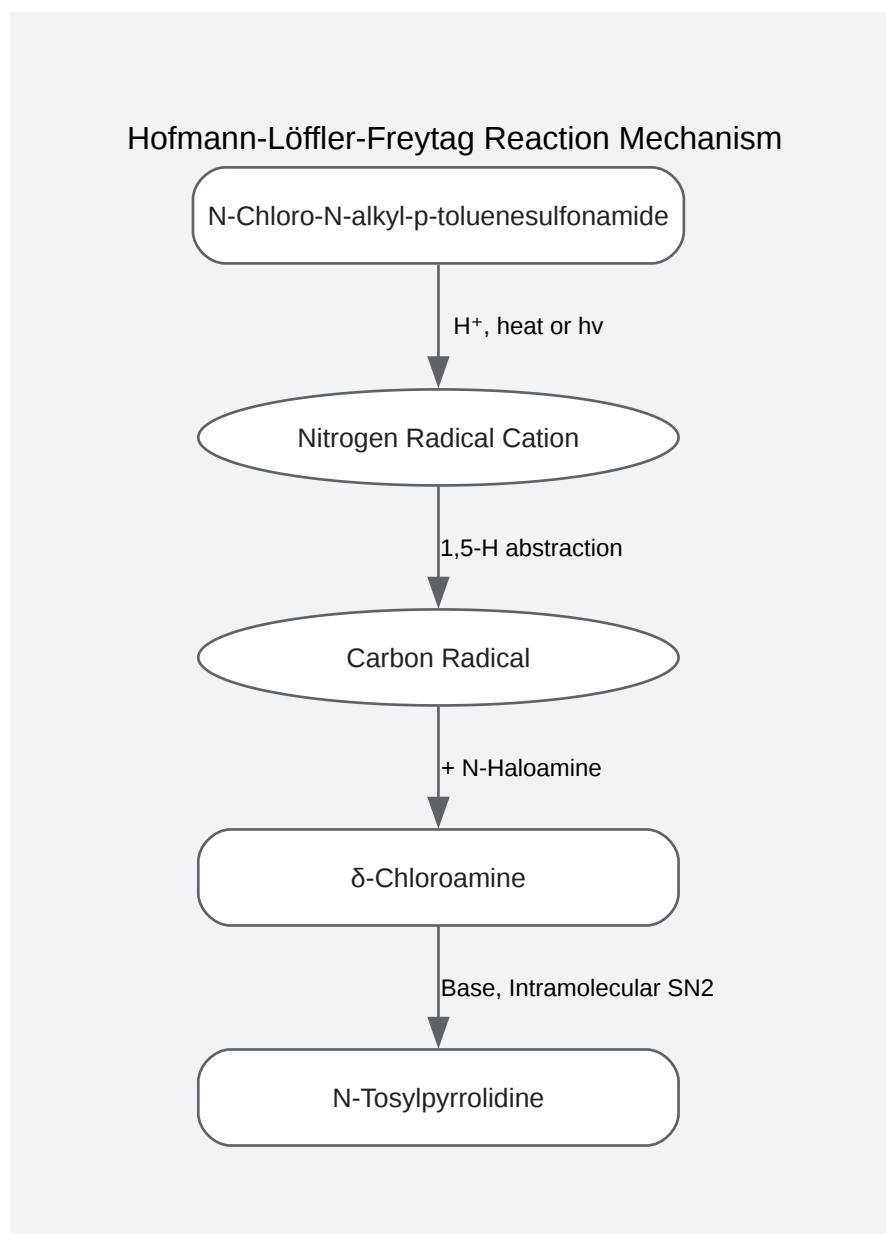 Hofmann-Löffler-Freytag Reaction Mechanism
N-Chloro-N-alkyl-p-toluenesulfonamide
H⁺, heat or hv
Nitrogen Radical Cation
1,5-H abstraction
Carbon Radical
+ N-Haloamine
δ-Chloroamine
Base, Intramolecular SN2
N-Tosylpyrrolidine